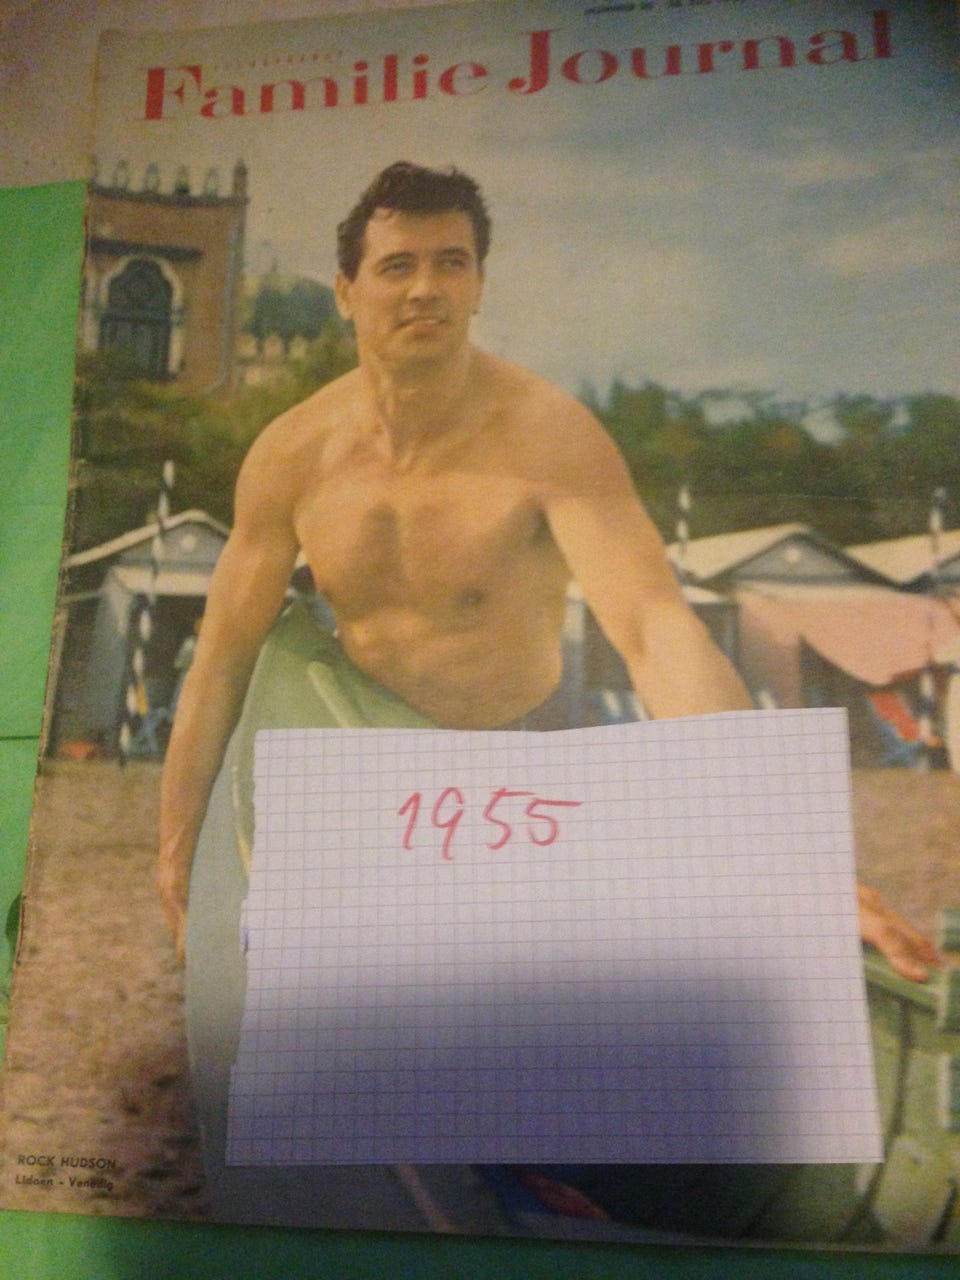 Familie Journal
1955
ROCK HUDSON
Lidoen - Venedig